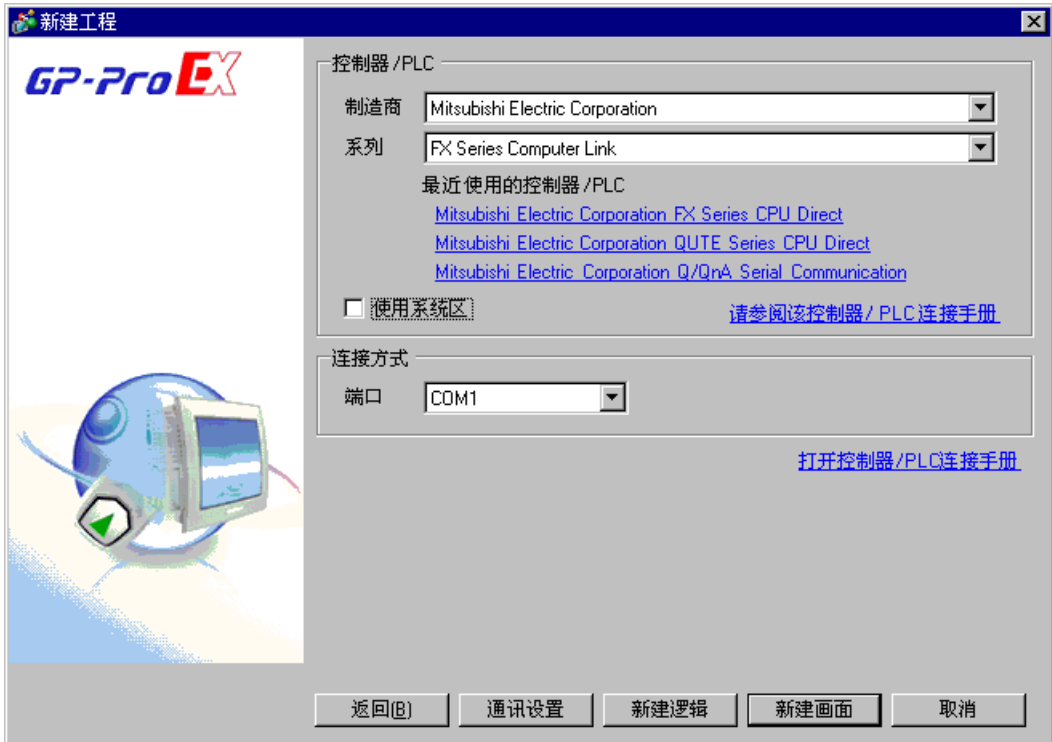 新建工程
GP-Pro EX
控制器/PLC
制造商 Mitsubishi Electric Corporation
系列 FX Series Computer Link
最近使用的控制器/PLC
Mitsubishi Electric Corporation FX Series CPU Direct
Mitsubishi Electric Corporation QUTE Series CPU Direct
Mitsubishi Electric Corporation Q/QnA Serial Communication
使用系统区 请参阅该控制器/PLC连接手册
连接方式
端口 COM1
打开控制器/PLC连接手册
返回(B) 通讯设置 新建逻辑 新建画面 取消